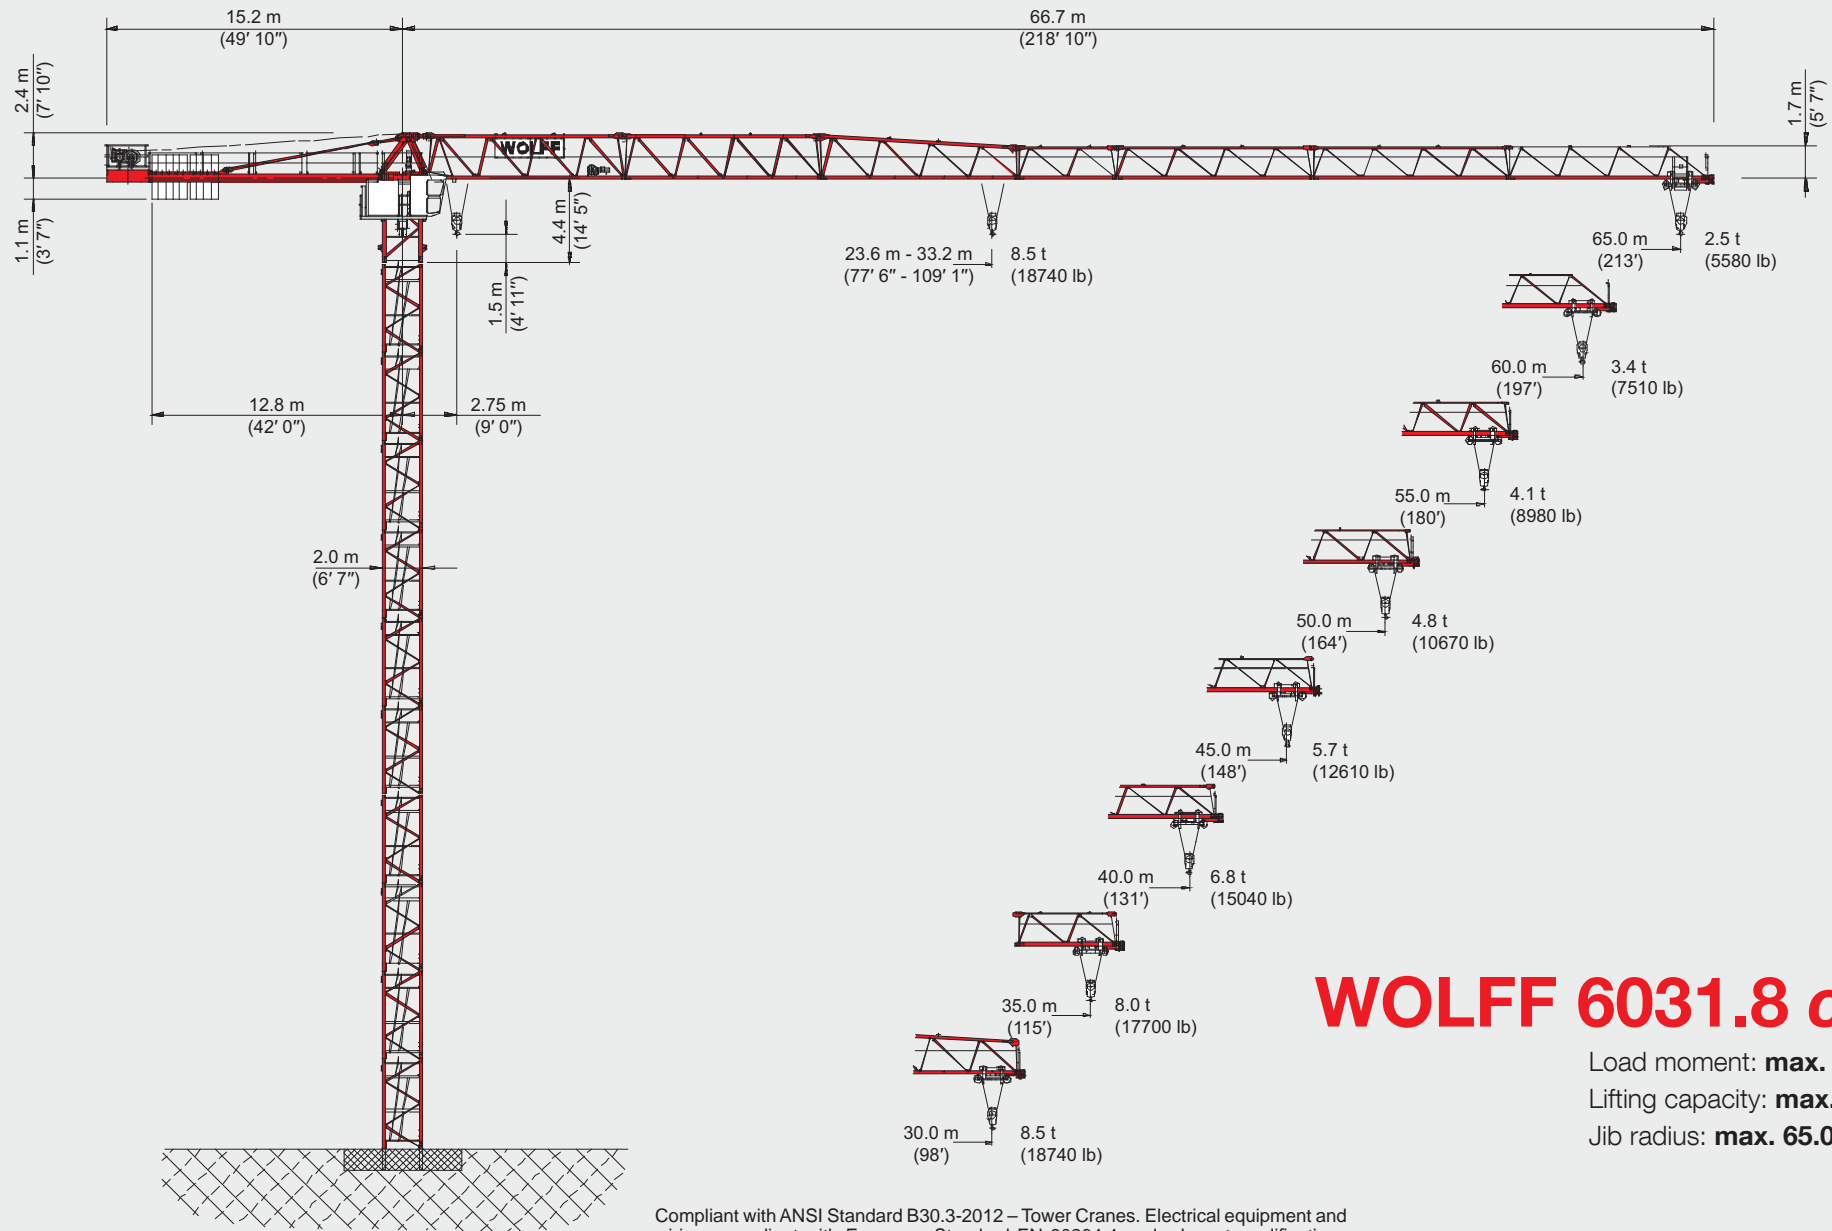 15.2 m
(49′ 10″)
66.7 m
(218′ 10″)
2.4 m
(7′ 10″)
1.7 m
(5′ 7″)
WOLFF
1.1 m
(3′ 7″)
4.4 m
(14′ 5″)
1.5 m
(4′ 11″)
23.6 m - 33.2 m
(77′ 6″ - 109′ 1″)
8.5 t
(18740 lb)
65.0 m
(213′)
2.5 t
(5580 lb)
60.0 m
(197′)
3.4 t
(7510 lb)
12.8 m
(42′ 0″)
2.75 m
(9′ 0″)
55.0 m
(180′)
4.1 t
(8980 lb)
2.0 m
(6′ 7″)
50.0 m
(164′)
4.8 t
(10670 lb)
45.0 m
(148′)
5.7 t
(12610 lb)
40.0 m
(131′)
6.8 t
(15040 lb)
35.0 m
(115′)
8.0 t
(17700 lb)
30.0 m
(98′)
8.5 t
(18740 lb)
WOLFF 6031.8 c
Load moment: max.
Lifting capacity: max.
Jib radius: max. 65.0
Compliant with ANSI Standard B30.3-2012 – Tower Cranes. Electrical equipment and